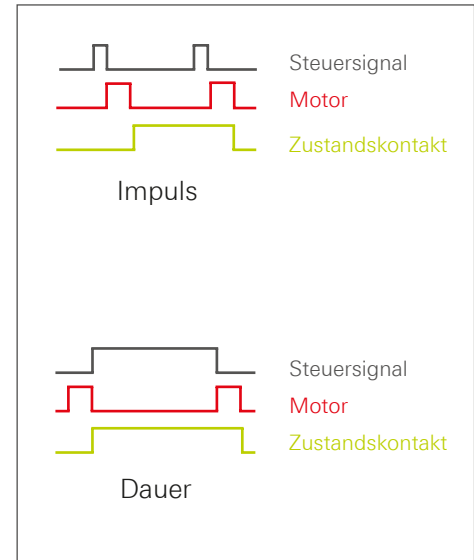 Steuersignal
Motor
Zustandskontakt
Impuls
Steuersignal
Motor
Zustandskontakt
Dauer